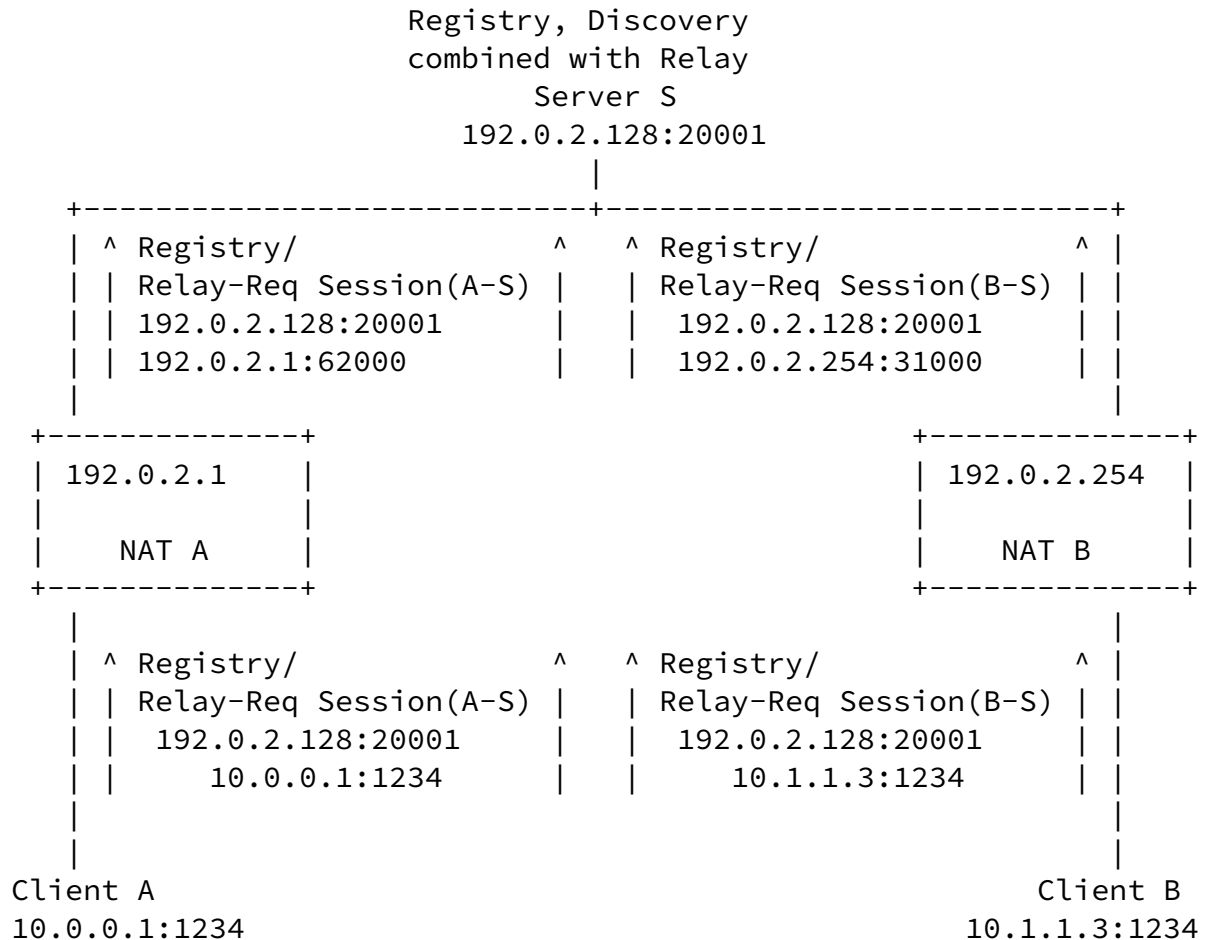 Registry, Discovery
combined with Relay
Server S
192.0.2.128:20001
^ Registry/ ^ ^ Registry/ ^
Relay-Req Session(A-S) Relay-Req Session(B-S)
192.0.2.128:20001 192.0.2.128:20001
192.0.2.1:62000 192.0.2.254:31000
192.0.2.1 192.0.2.254
NAT A NAT B
^ Registry/ ^ ^ Registry/ ^
Relay-Req Session(A-S) Relay-Req Session(B-S)
192.0.2.128:20001 192.0.2.128:20001
10.0.0.1:1234 10.1.1.3:1234
Client A Client B
10.0.0.1:1234 10.1.1.3:1234